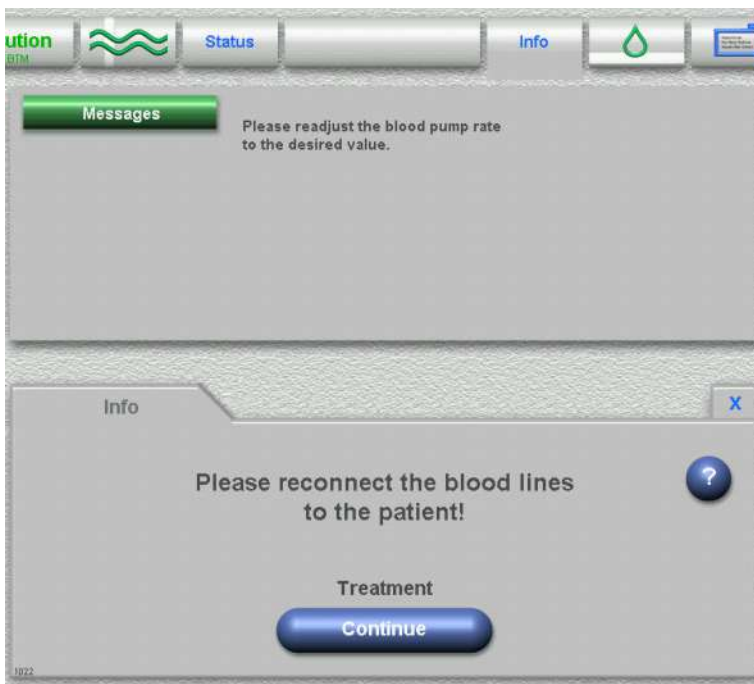 ution
BTM
Status
Info
Messages
Please readjust the blood pump rate
to the desired value.
Info
X
Please reconnect the blood lines
to the patient!
?
Treatment
Continue
1022